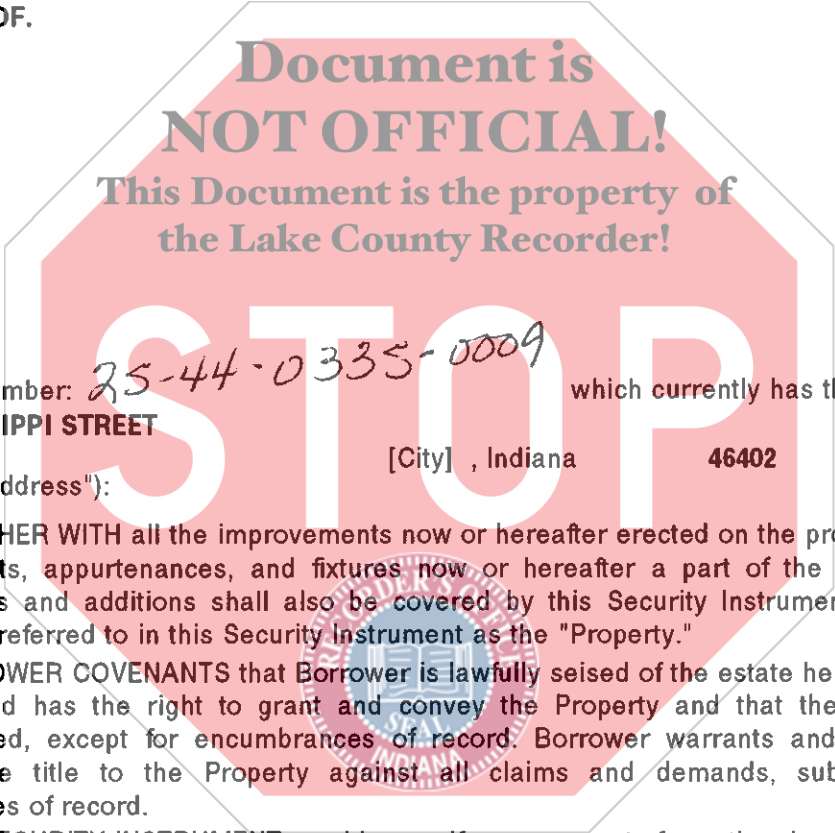 OF.
Document is
NOT OFFICIAL!
This Document is the property of
the Lake County Recorder!
STOP
mber: 25-44-0335-0009 which currently has th
IPPI STREET
[City] , Indiana 46402
ddress"):
HER WITH all the improvements now or hereafter erected on the pro
ts, appurtenances, and fixtures now or hereafter a part of the
s and additions shall also be covered by this Security Instrumen
referred to in this Security Instrument as the "Property."
OWER COVENANTS that Borrower is lawfully seised of the estate he
d has the right to grant and convey the Property and that the
ed, except for encumbrances of record. Borrower warrants and
e title to the Property against all claims and demands, sub
es of record.
RECORDER'S OFFICE
SEAL
INDIANA